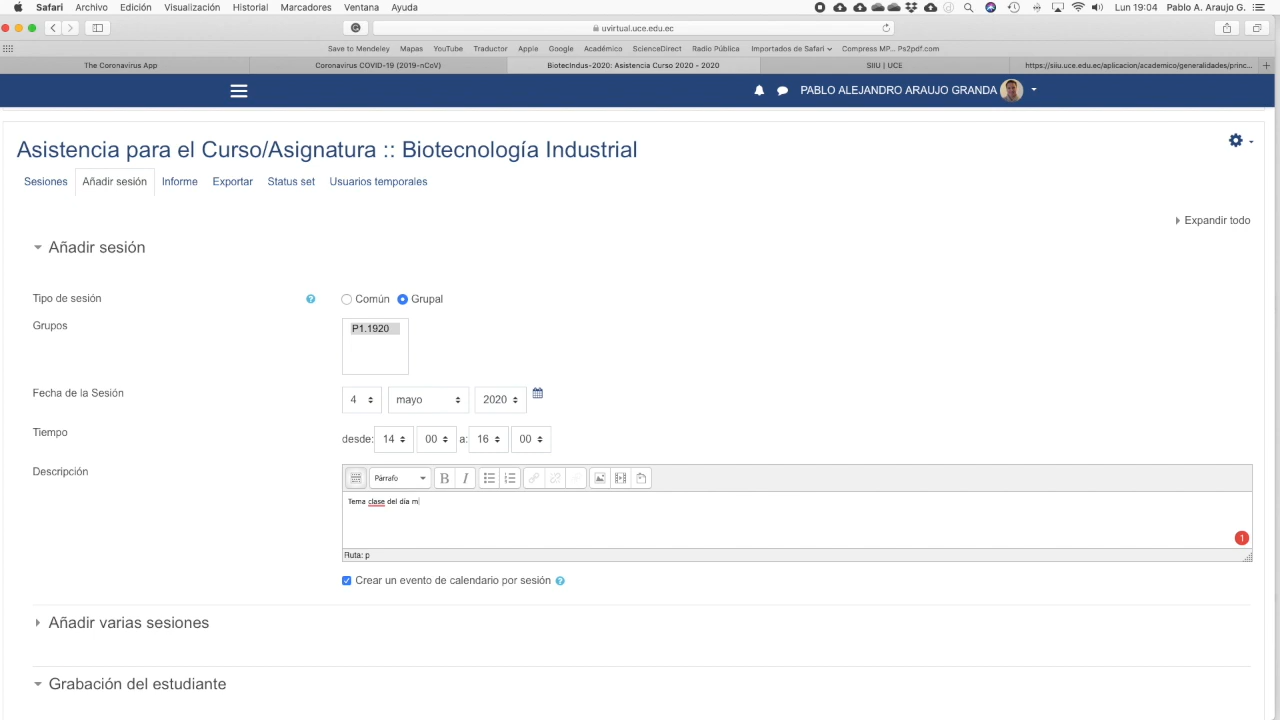 Safari Archivo Edición Visualización Historial Marcadores Ventana Ayuda Lun 19:04 Pablo A. Araujo G.
uvirtual.uce.edu.ec
Save to Mendeley Mapas YouTube Traductor Apple Google Académico ScienceDirect Radio Pública Importados de Safari Compress MP... Ps2pdf.com
The Coronavirus App Coronavirus COVID-19 (2019-nCoV) BiotecIndus-2020: Asistencia Curso 2020 - 2020 SIIU | UCE https://siiu.uce.edu.ec/aplicacion/academico/generalidades/princ...
PABLO ALEJANDRO ARAUJO GRANDA
Asistencia para el Curso/Asignatura :: Biotecnología Industrial
Sesiones Añadir sesión Informe Exportar Status set Usuarios temporales
Expandir todo
Añadir sesión
Tipo de sesión Común Grupal
Grupos P1.1920
Fecha de la Sesión 4 mayo 2020
Tiempo desde: 14 00 a: 16 00
Descripción Párrafo B I
Tema clase del día m
1
Ruta: p
Crear un evento de calendario por sesión
Añadir varias sesiones
Grabación del estudiante